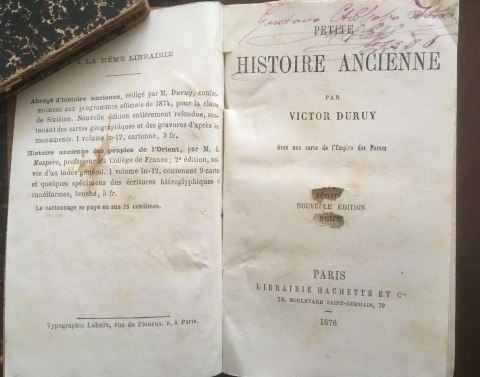 A LA MÊME LIBRAIRIE
Abrégé d'histoire ancienne, rédigé par M. Duruy, confor-
mément aux programmes officiels de 1874, pour la classe
de Sixième. Nouvelle édition entièrement refondue, con-
tenant des cartes géographiques et des gravures d'après les
monuments. 1 volume in-12, cartonné, 3 fr.
Histoire ancienne des peuples de l'Orient, par M. G.
Maspero, professeur au Collège de France; 2e édition, sui-
vie d'un index général. 1 volume in-12, contenant 9 cartes
et quelques spécimens des écritures hiéroglyphiques et
cunéiformes, broché, 5 fr.
Le cartonnage se paye en sus 25 centimes.
Typographie Lahure, rue de Fleurus, 9, à Paris.
Gustavo
PETITE
HISTOIRE ANCIENNE
PAR
VICTOR DURUY
Avec une carte de l'Empire des Perses
NOUVELLE ÉDITION
autres
PARIS
LIBRAIRIE HACHETTE ET Cie
79, BOULEVARD SAINT-GERMAIN, 79
1876